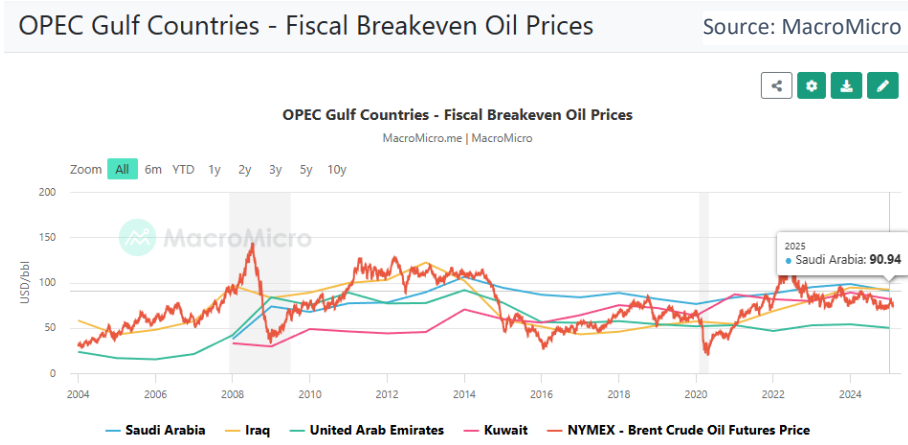 OPEC Gulf Countries - Fiscal Breakeven Oil Prices Source: MacroMicro
OPEC Gulf Countries - Fiscal Breakeven Oil Prices
MacroMicro.me | MacroMicro
Zoom All 6m YTD 1y 2y 3y 5y 10y
200
150
100
50
0
USD/bbl
MacroMicro
2025
Saudi Arabia: 90.94
2004 2006 2008 2010 2012 2014 2016 2018 2020 2022 2024
Saudi Arabia Iraq United Arab Emirates Kuwait NYMEX - Brent Crude Oil Futures Price